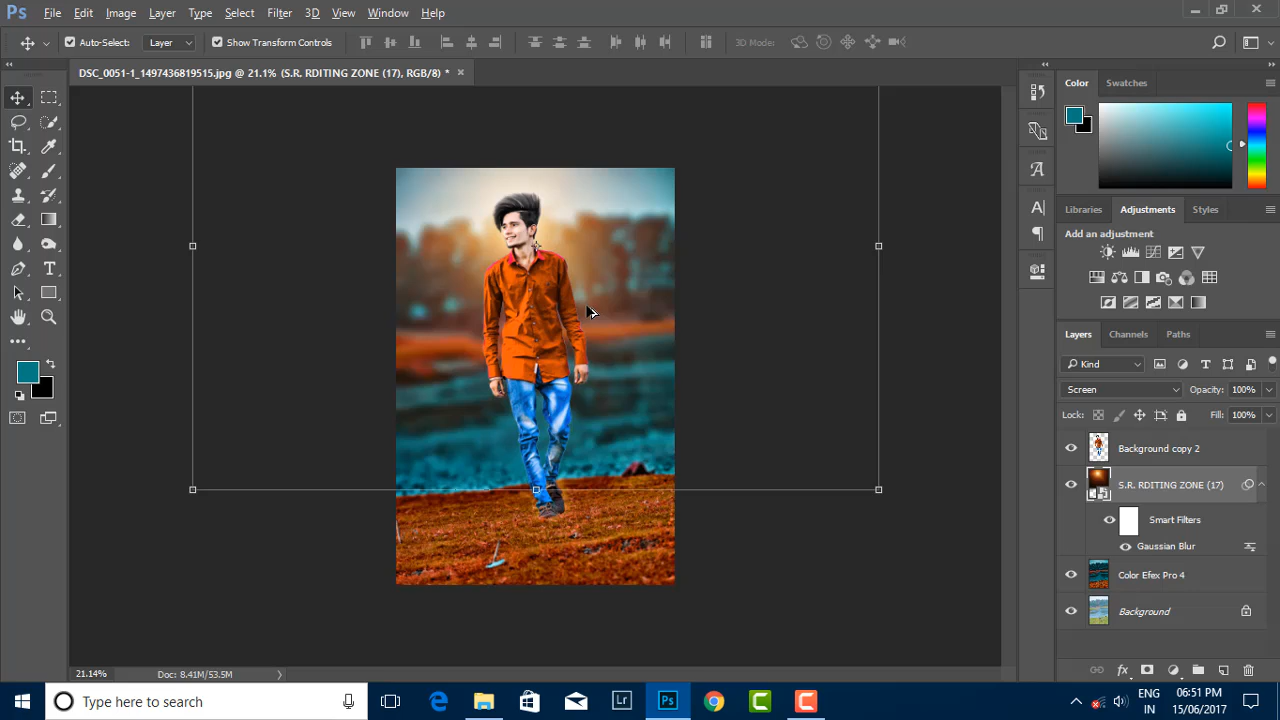 Ps File Edit Image Layer Type Select Filter 3D View Window Help
Auto-Select: Layer Show Transform Controls 3D Mode:
DSC_0051-1_1497436819515.jpg @ 21.1% (S.R. RDITING ZONE (17), RGB/8) *
Color Swatches
Libraries Adjustments Styles
Add an adjustment
Layers Channels Paths
Kind
Screen Opacity: 100%
Lock: Fill: 100%
Background copy 2
S.R. RDITING ZONE (17)
Smart Filters
Gaussian Blur
Color Efex Pro 4
Background
21.14% Doc: 8.41M/53.5M
Type here to search
Lr Ps
ENG
IN
06:51 PM
15/06/2017